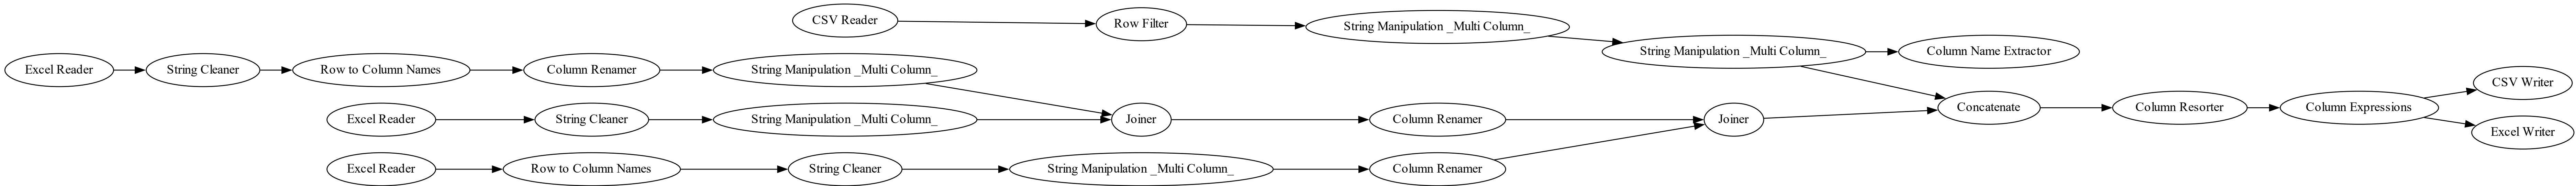 CSV Reader
Row Filter
String Manipulation _Multi Column_
String Manipulation _Multi Column_
Column Name Extractor
Excel Reader
String Cleaner
Row to Column Names
Column Renamer
String Manipulation _Multi Column_
Excel Reader
String Cleaner
String Manipulation _Multi Column_
Joiner
Column Renamer
Joiner
Concatenate
Column Resorter
Column Expressions
CSV Writer
Excel Writer
Excel Reader
Row to Column Names
String Cleaner
String Manipulation _Multi Column_
Column Renamer